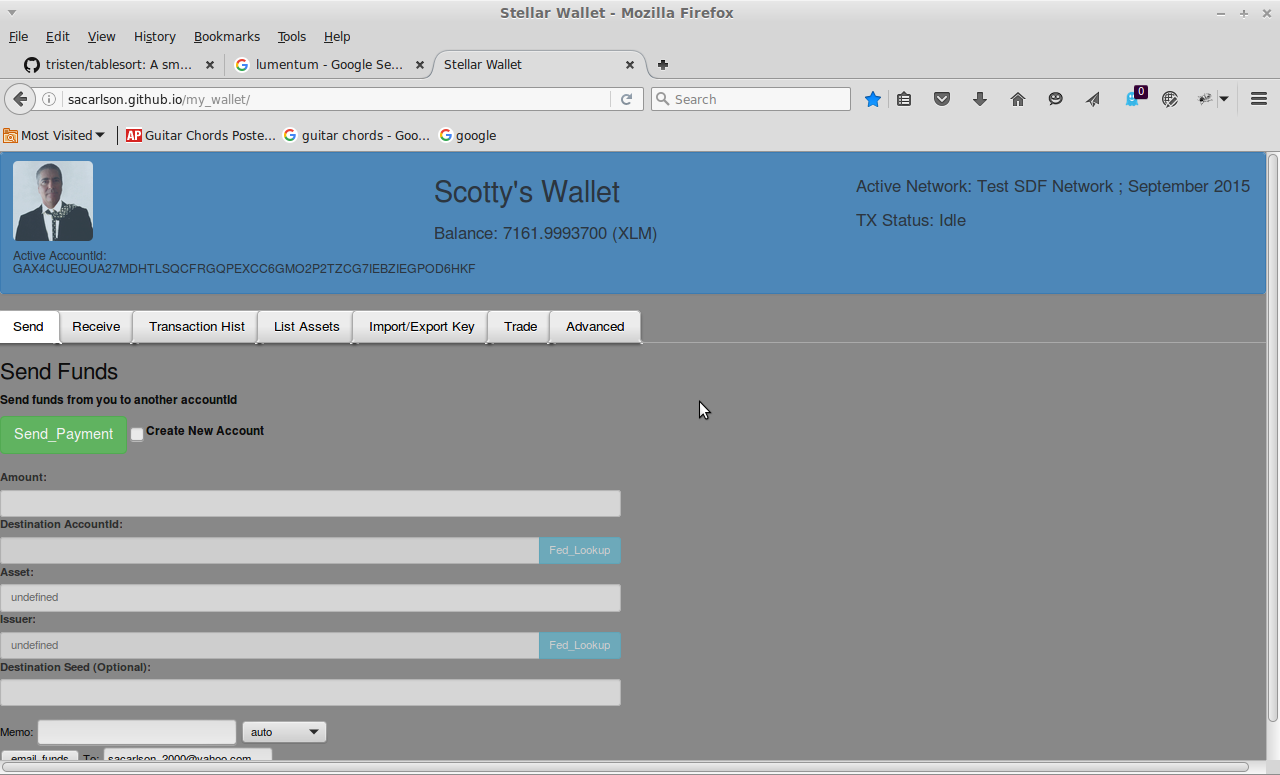 Stellar Wallet - Mozilla Firefox
File Edit View History Bookmarks Tools Help
tristen/tablesort: A sm... lumentum - Google Se... Stellar Wallet
sacarlson.github.io/my_wallet/ Search 0
Most Visited AP Guitar Chords Poste... guitar chords - Goo... google
Scotty's Wallet
Balance: 7161.9993700 (XLM)
Active Network: Test SDF Network ; September 2015
TX Status: Idle
Active AccountId:
GAX4CUJEOUA27MDHTLSQCFRGQPEXCC6GMO2P2TZCG7IEBZIEGPOD6HKF
Send Receive Transaction Hist List Assets Import/Export Key Trade Advanced
Send Funds
Send funds from you to another accountId
Send_Payment Create New Account
Amount:
Destination AccountId:
Fed_Lookup
Asset:
undefined
Issuer:
undefined Fed_Lookup
Destination Seed (Optional):
Memo: auto
email_funds To: sacarlson_2000@yahoo.com